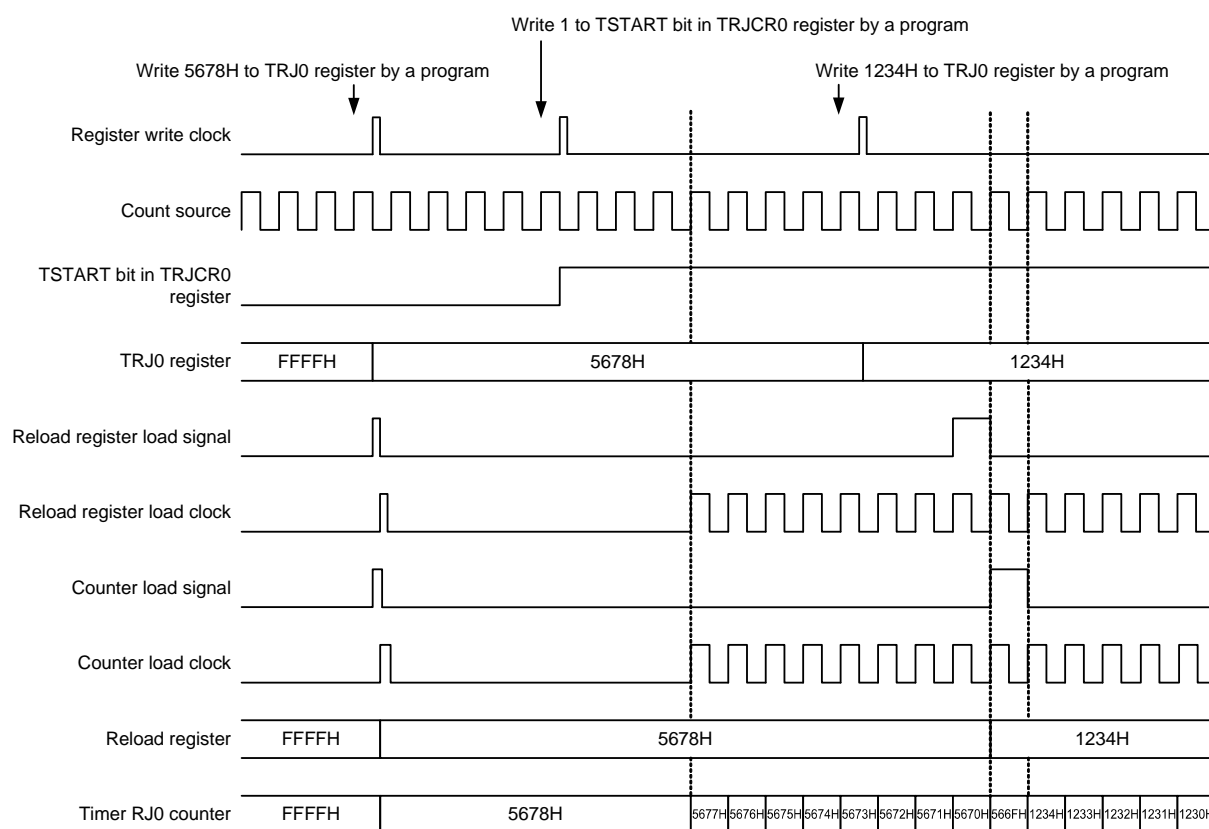 Write 1 to TSTART bit in TRJCR0 register by a program
Write 5678H to TRJ0 register by a program
Write 1234H to TRJ0 register by a program
Register write clock
Count source
TSTART bit in TRJCR0
register
TRJ0 register FFFFH 5678H 1234H
Reload register load signal
Reload register load clock
Counter load signal
Counter load clock
Reload register FFFFH 5678H 1234H
Timer RJ0 counter FFFFH 5678H 5677H 5676H 5675H 5674H 5673H 5672H 5671H 5670H 566FH 1234H 1233H 1232H 1231H 1230H